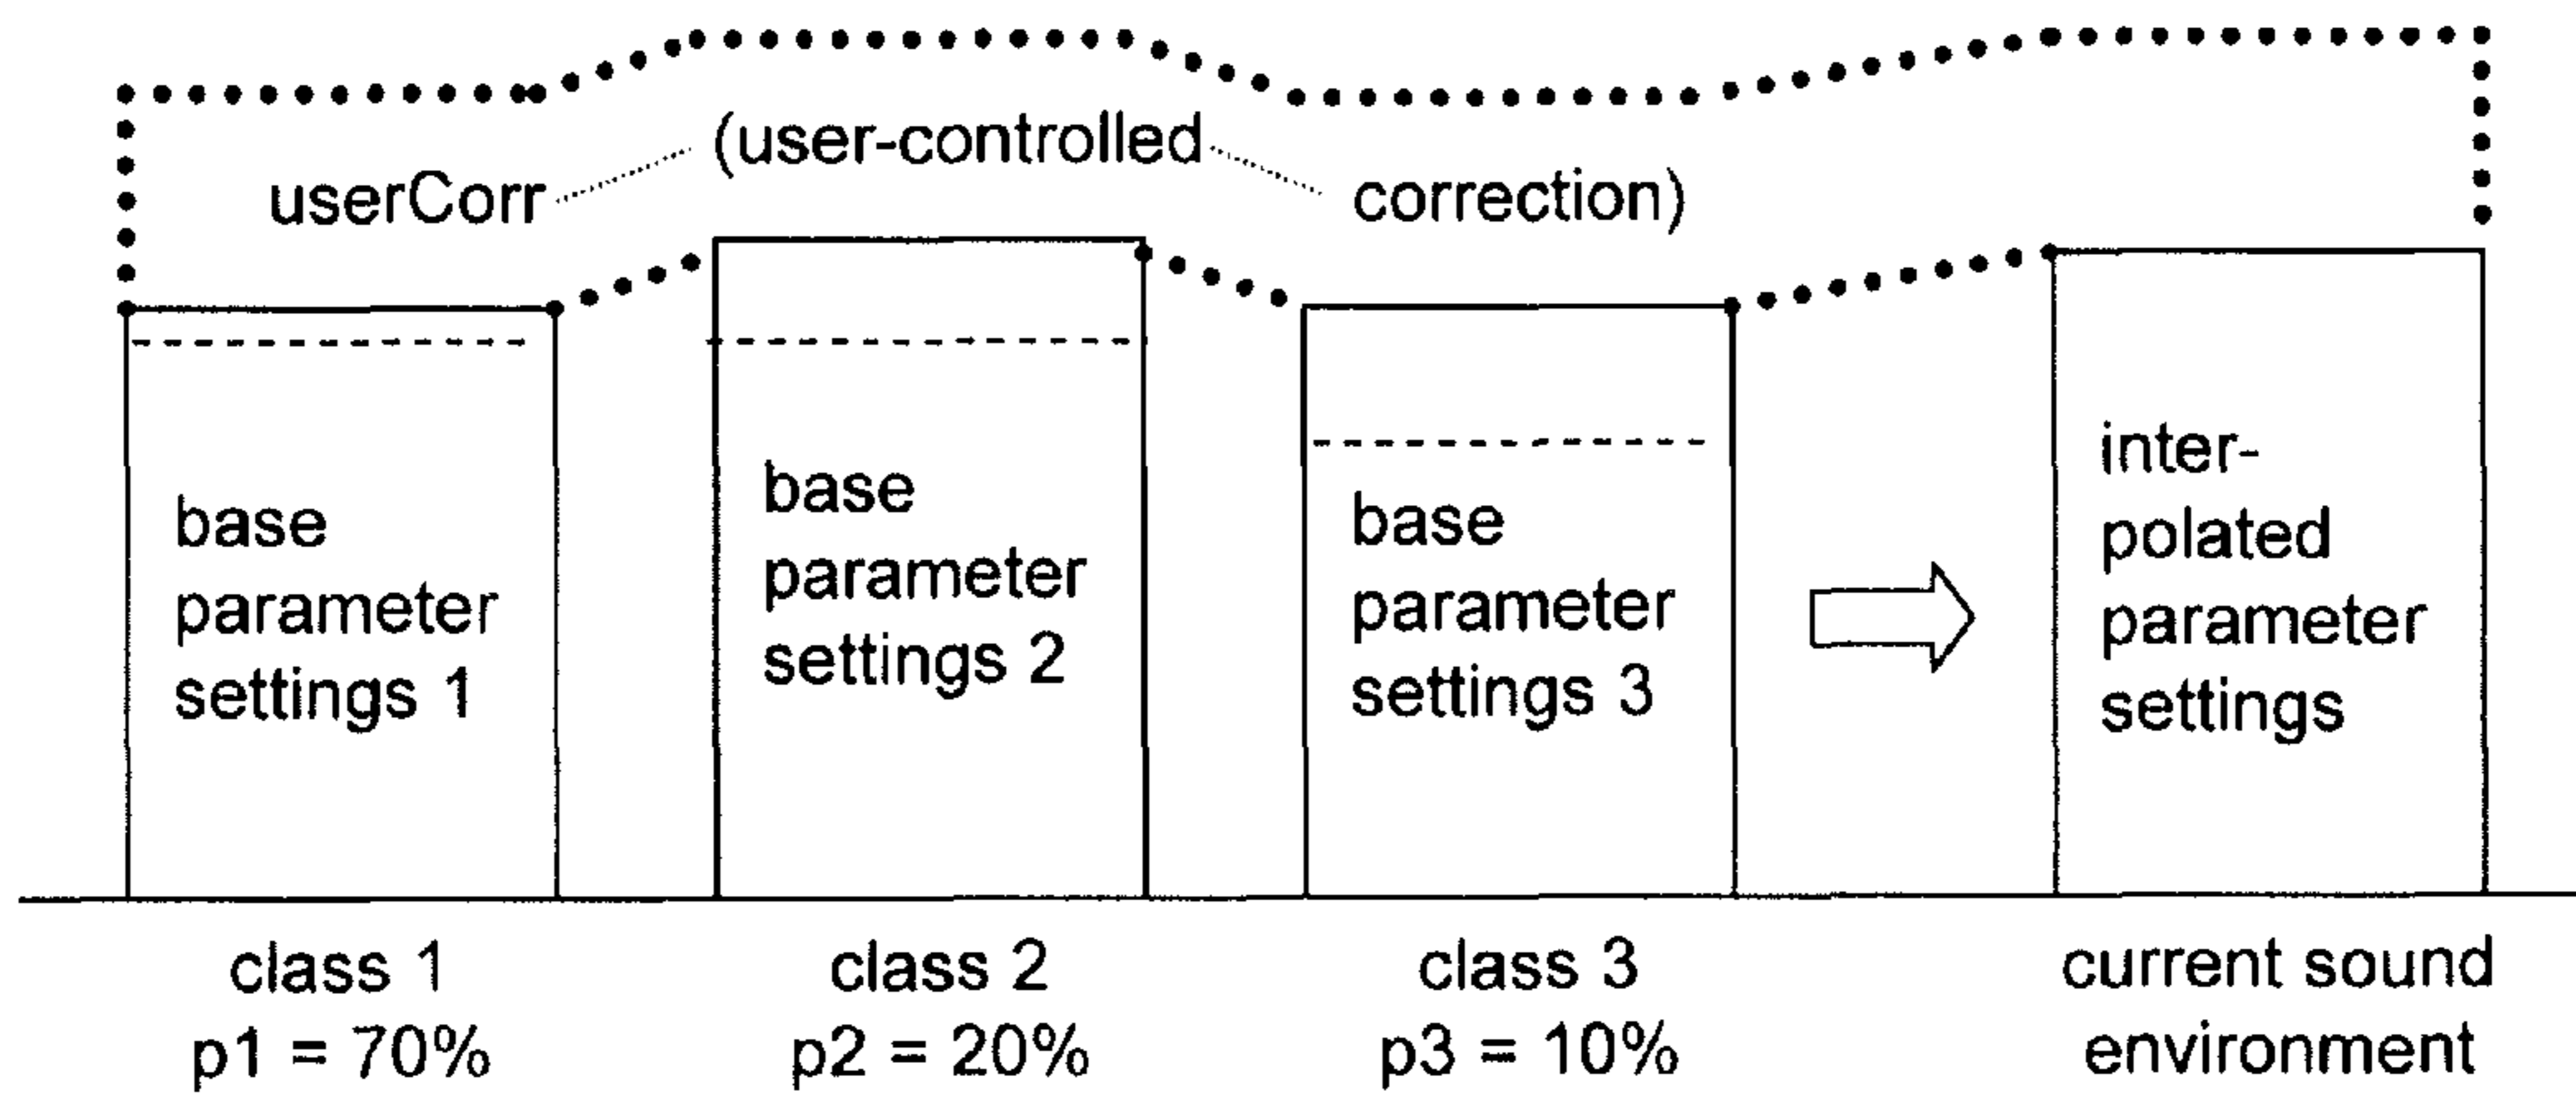 userCorr (user-controlled correction)
base
parameter
settings 1
base
parameter
settings 2
base
parameter
settings 3
inter-
polated
parameter
settings
class 1
p1 = 70%
class 2
p2 = 20%
class 3
p3 = 10%
current sound
environment